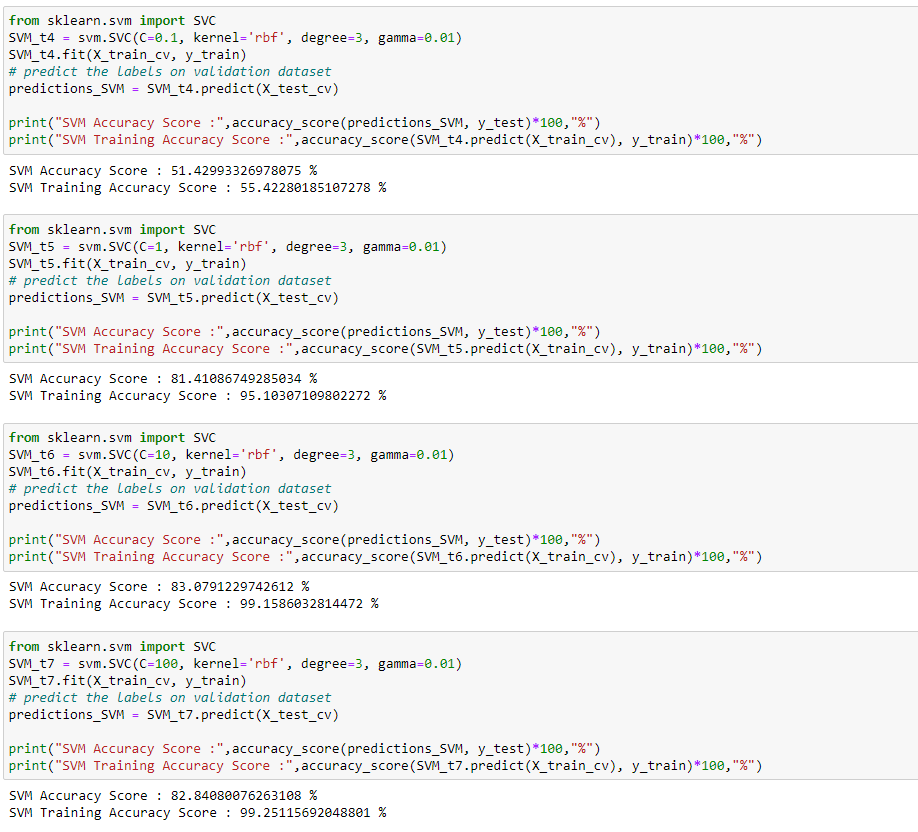 from sklearn.svm import SVC
SVM_t4 = svm.SVC(C=0.1, kernel='rbf', degree=3, gamma=0.01)
SVM_t4.fit(X_train_cv, y_train)
# predict the labels on validation dataset
predictions_SVM = SVM_t4.predict(X_test_cv)
print("SVM Accuracy Score :",accuracy_score(predictions_SVM, y_test)*100,"%")
print("SVM Training Accuracy Score :",accuracy_score(SVM_t4.predict(X_train_cv), y_train)*100,"%")
SVM Accuracy Score : 51.42993326978075 %
SVM Training Accuracy Score : 55.42280185107278 %
from sklearn.svm import SVC
SVM_t5 = svm.SVC(C=1, kernel='rbf', degree=3, gamma=0.01)
SVM_t5.fit(X_train_cv, y_train)
# predict the labels on validation dataset
predictions_SVM = SVM_t5.predict(X_test_cv)
print("SVM Accuracy Score :",accuracy_score(predictions_SVM, y_test)*100,"%")
print("SVM Training Accuracy Score :",accuracy_score(SVM_t5.predict(X_train_cv), y_train)*100,"%")
SVM Accuracy Score : 81.41086749285034 %
SVM Training Accuracy Score : 95.10307109802272 %
from sklearn.svm import SVC
SVM_t6 = svm.SVC(C=10, kernel='rbf', degree=3, gamma=0.01)
SVM_t6.fit(X_train_cv, y_train)
# predict the labels on validation dataset
predictions_SVM = SVM_t6.predict(X_test_cv)
print("SVM Accuracy Score :",accuracy_score(predictions_SVM, y_test)*100,"%")
print("SVM Training Accuracy Score :",accuracy_score(SVM_t6.predict(X_train_cv), y_train)*100,"%")
SVM Accuracy Score : 83.0791229742612 %
SVM Training Accuracy Score : 99.1586032814472 %
from sklearn.svm import SVC
SVM_t7 = svm.SVC(C=100, kernel='rbf', degree=3, gamma=0.01)
SVM_t7.fit(X_train_cv, y_train)
# predict the labels on validation dataset
predictions_SVM = SVM_t7.predict(X_test_cv)
print("SVM Accuracy Score :",accuracy_score(predictions_SVM, y_test)*100,"%")
print("SVM Training Accuracy Score :",accuracy_score(SVM_t7.predict(X_train_cv), y_train)*100,"%")
SVM Accuracy Score : 82.84080076263108 %
SVM Training Accuracy Score : 99.25115692048801 %